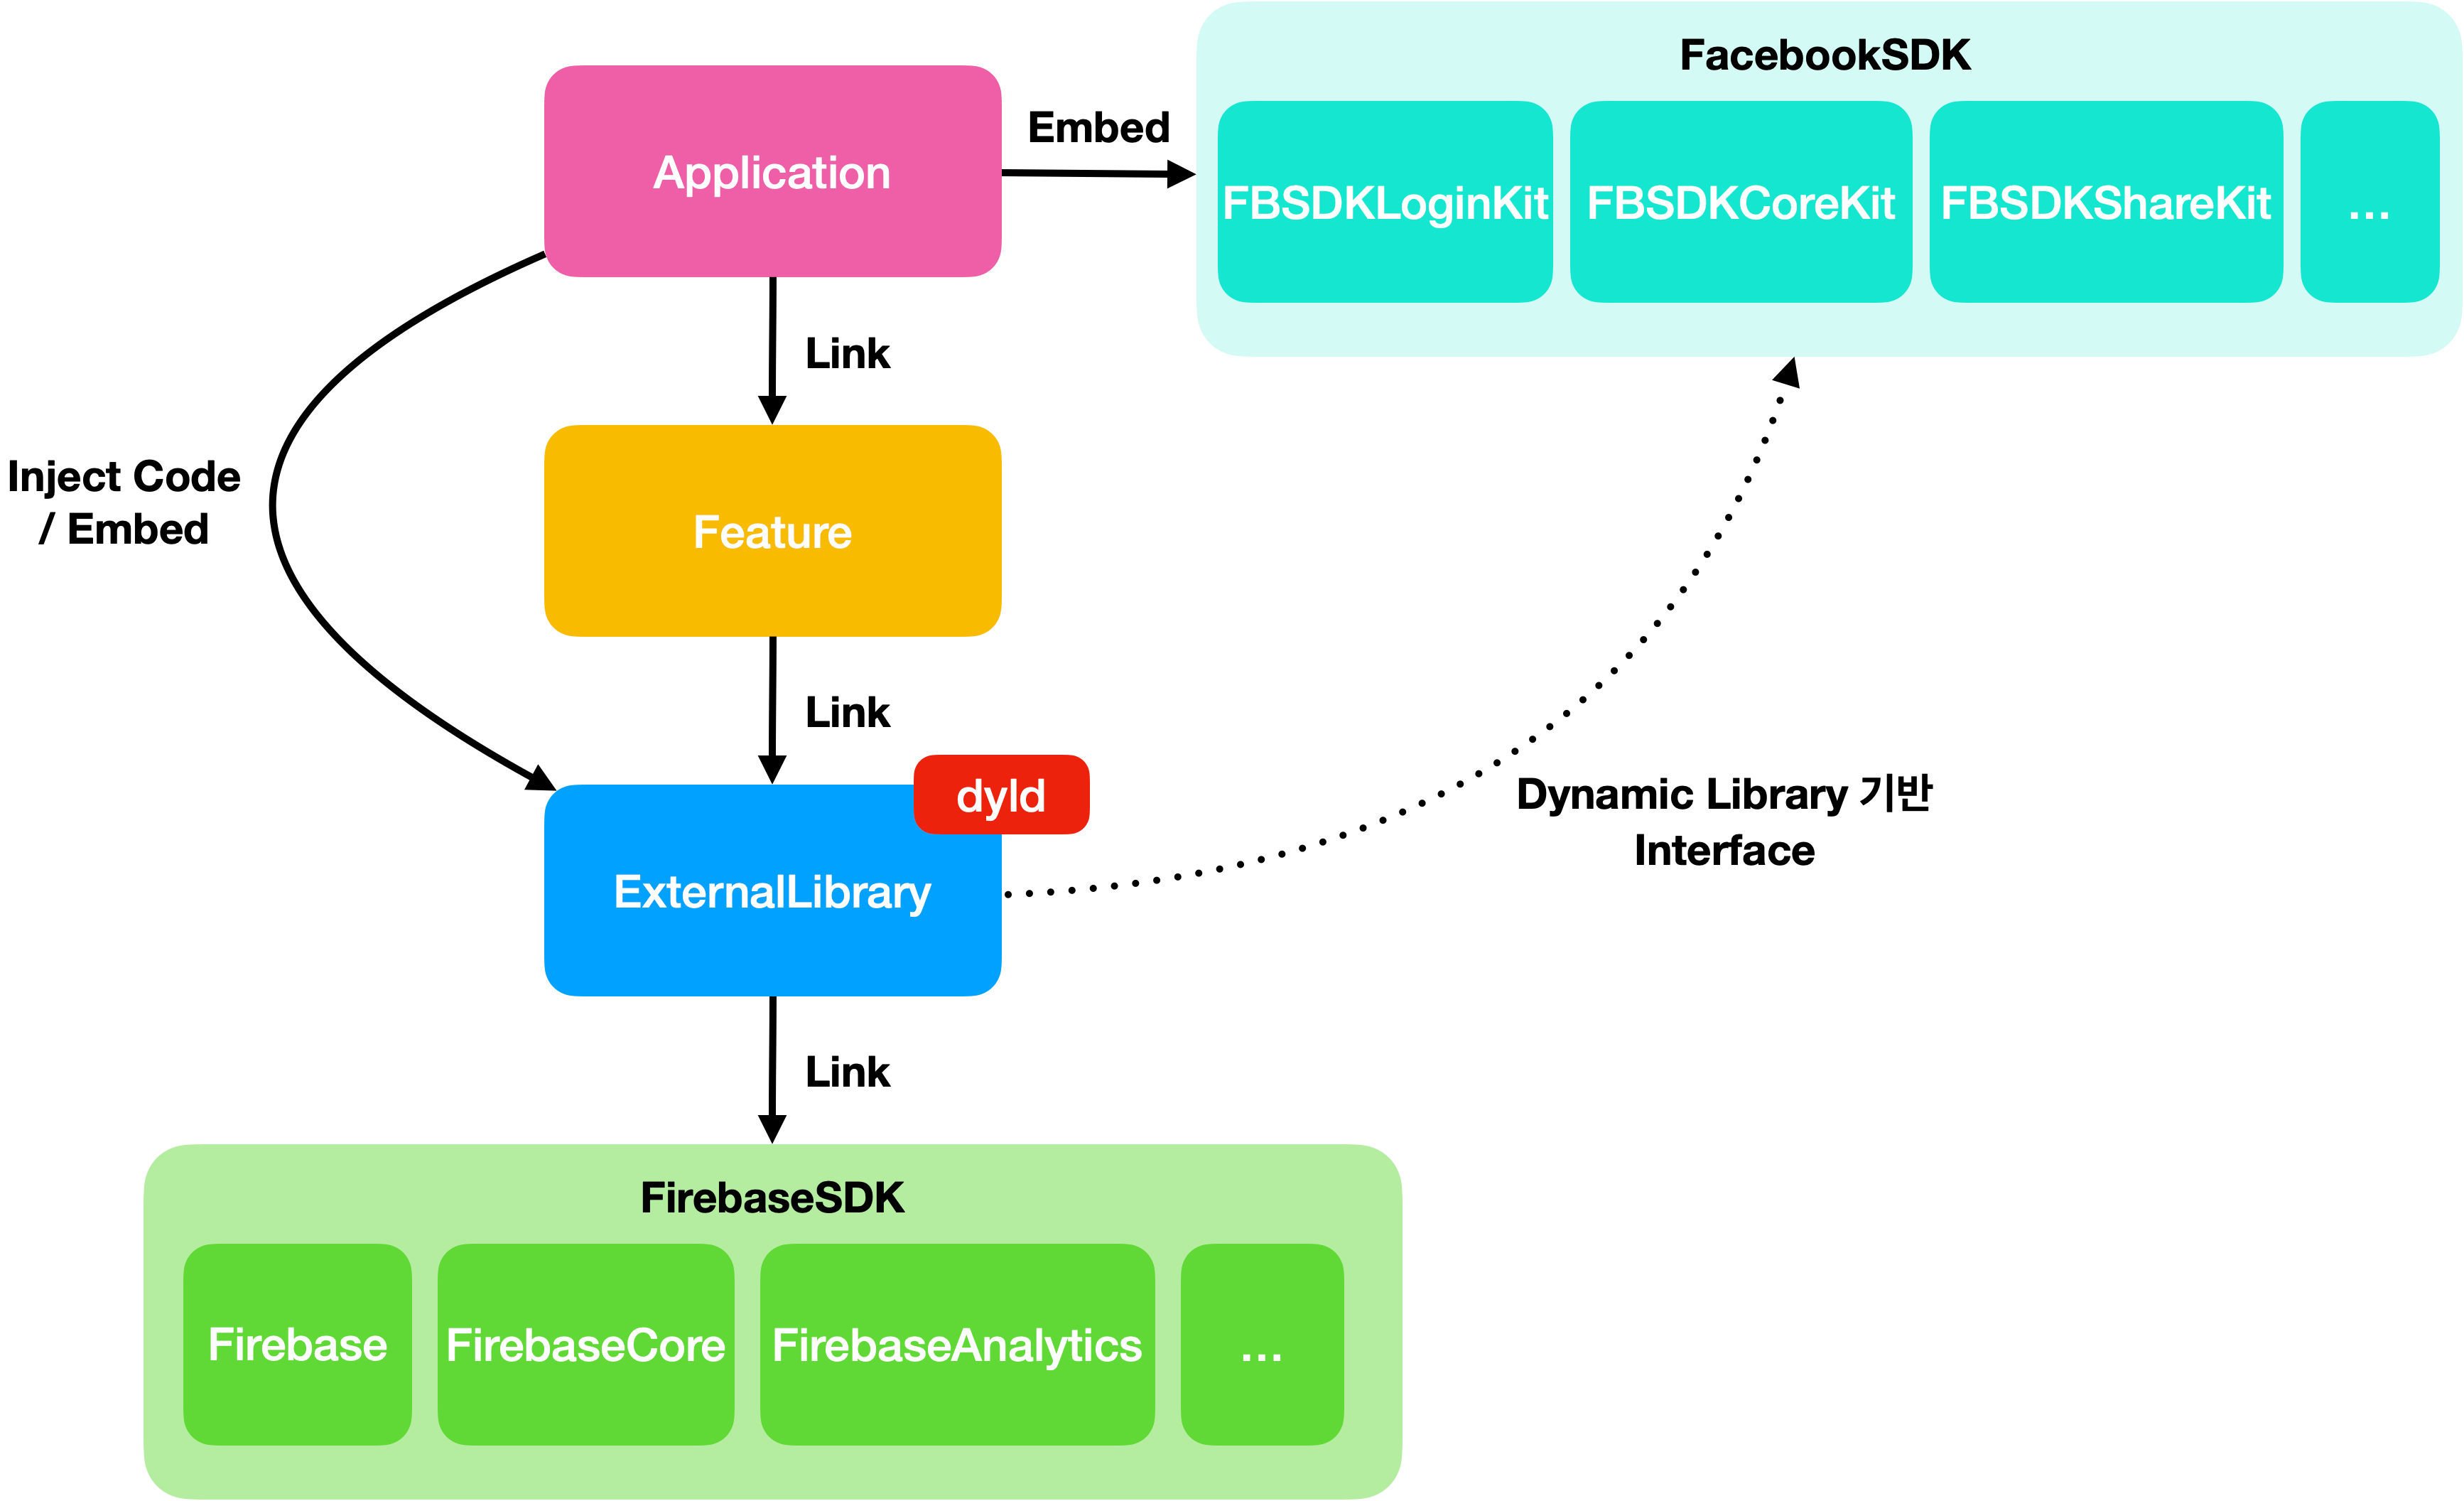 FacebookSDK
Application
Embed
FBSDKLoginKit
FBSDKCoreKit
FBSDKShareKit
...
Link
Inject Code
/ Embed
Feature
Link
dyld
ExternalLibrary
Dynamic Library 기반
Interface
Link
FirebaseSDK
Firebase
FirebaseCore
FirebaseAnalytics
...